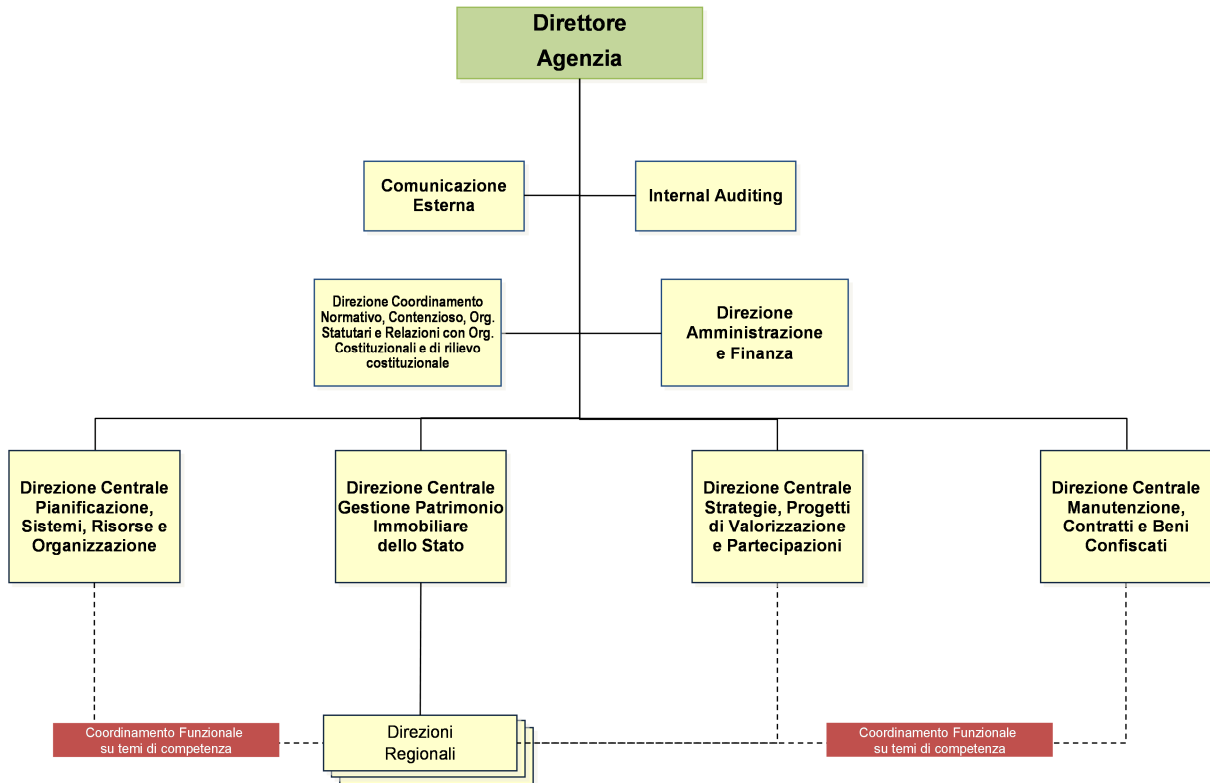 Direttore
Agenzia
Comunicazione
Esterna
Internal Auditing
Direzione Coordinamento
Normativo, Contenzioso, Org.
Statutari e Relazioni con Org.
Costituzionali e di rilievo
costituzionale
Direzione
Amministrazione
e Finanza
Direzione Centrale
Pianificazione,
Sistemi, Risorse e
Organizzazione
Direzione Centrale
Gestione Patrimonio
Immobiliare
dello Stato
Direzione Centrale
Strategie, Progetti
di Valorizzazione
e Partecipazioni
Direzione Centrale
Manutenzione,
Contratti e Beni
Confiscati
Coordinamento Funzionale
su temi di competenza
Direzioni
Regionali
Coordinamento Funzionale
su temi di competenza